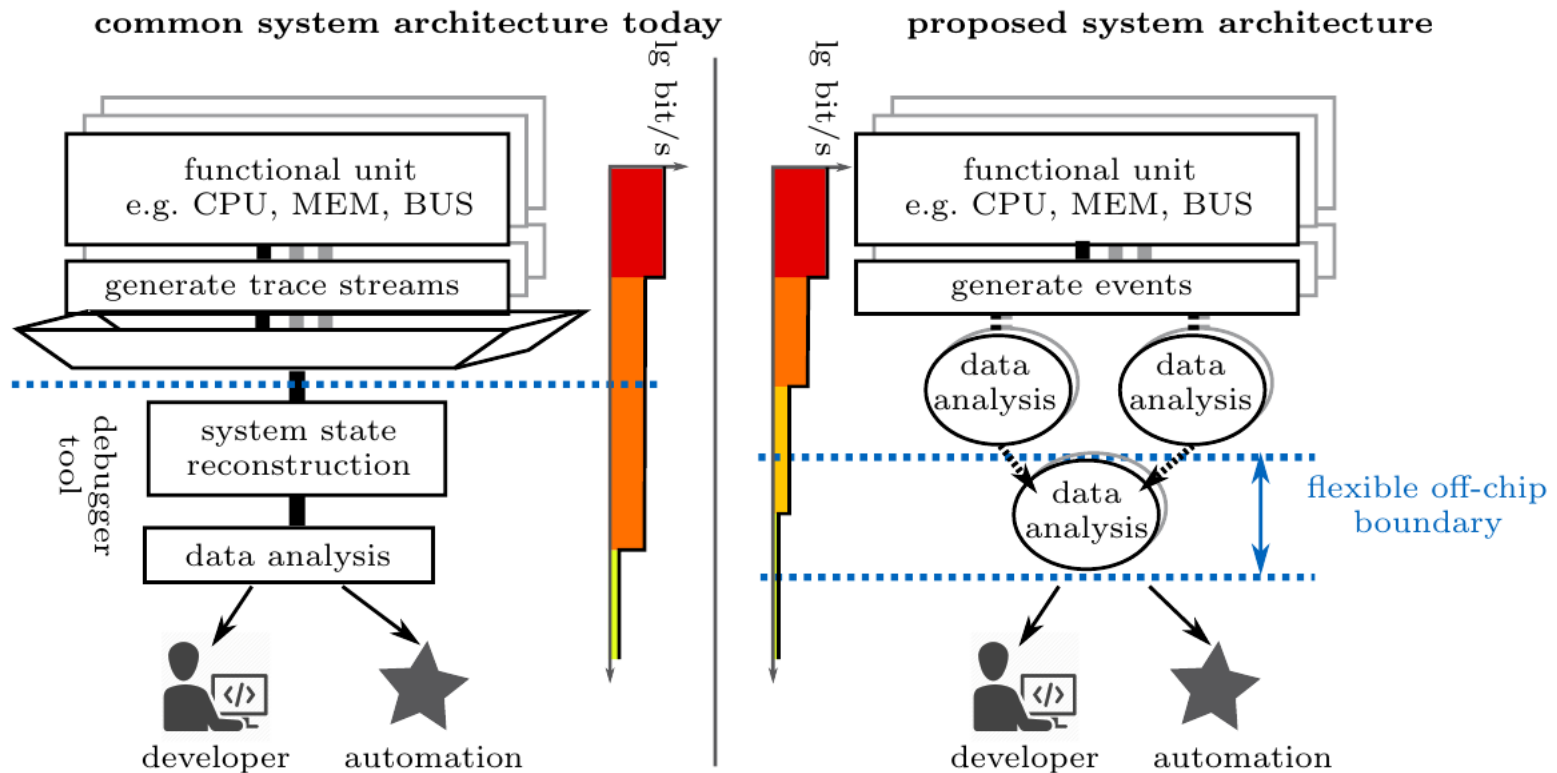 common system architecture today
lg bit/s
functional unit
e.g. CPU, MEM, BUS
generate trace streams
debugger
tool
system state
reconstruction
data analysis
</>
developer
automation
proposed system architecture
lg bit/s
functional unit
e.g. CPU, MEM, BUS
generate events
data
analysis
data
analysis
data
analysis
flexible off-chip
boundary
</>
developer
automation